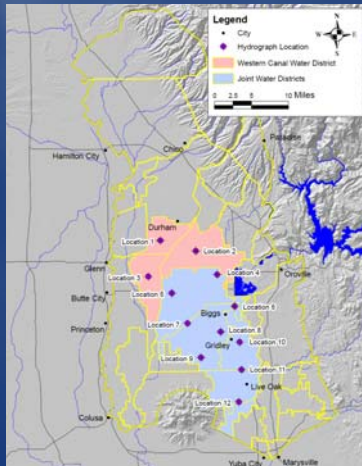 Legend
City
Hydrograph Location
Western Canal Water District
Joint Water Districts
0 2.5 5 10
Miles
N
W E
S
Paradise
Chico
Hamilton City
Durham
Location 1
Location 2
Glenn
Location 3
Location 4
Oroville
Butte City
Location 6
Location 5
Biggs
Princeton
Location 7
Location 8
Gridley
Location 10
Location 9
Location 11
Live Oak
Colusa
Location 12
Yuba City
Marysville